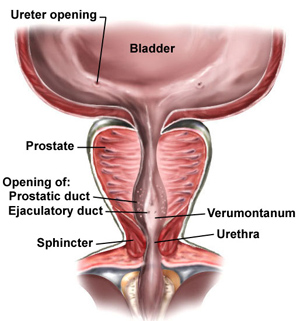 Ureter opening
Bladder
Prostate
Opening of:
Prostatic duct
Ejaculatory duct
Verumontanum
Sphincter
Urethra